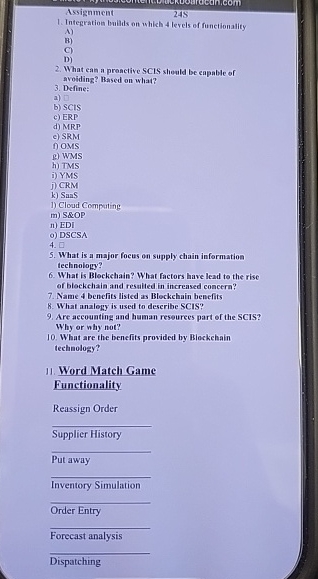 Assignment 24S
1. Integration builds on which 4 levels of functionality
A)
B)
C)
D)
2. What can a proactive SCIS should be capable of
avoiding? Based on what?
3. Define:
a) □
b) SCIS
c) ERP
d) MRP
e) SRM
f) OMS
g) WMS
h) TMS
i) YMS
j) CRM
k) SaaS
l) Cloud Computing
m) S&OP
n) EDI
o) DSCSA
4. □
5. What is a major focus on supply chain information
technology?
6. What is Blockchain? What factors have lead to the rise
of blockchain and resulted in increased concern?
7. Name 4 benefits listed as Blockchain benefits
8. What analogy is used to describe SCIS?
9. Are accounting and human resources part of the SCIS?
Why or why not?
10. What are the benefits provided by Blockchain
technology?
11. Word Match Game
Functionality
Reassign Order
Supplier History
Put away
Inventory Simulation
Order Entry
Forecast analysis
Dispatching